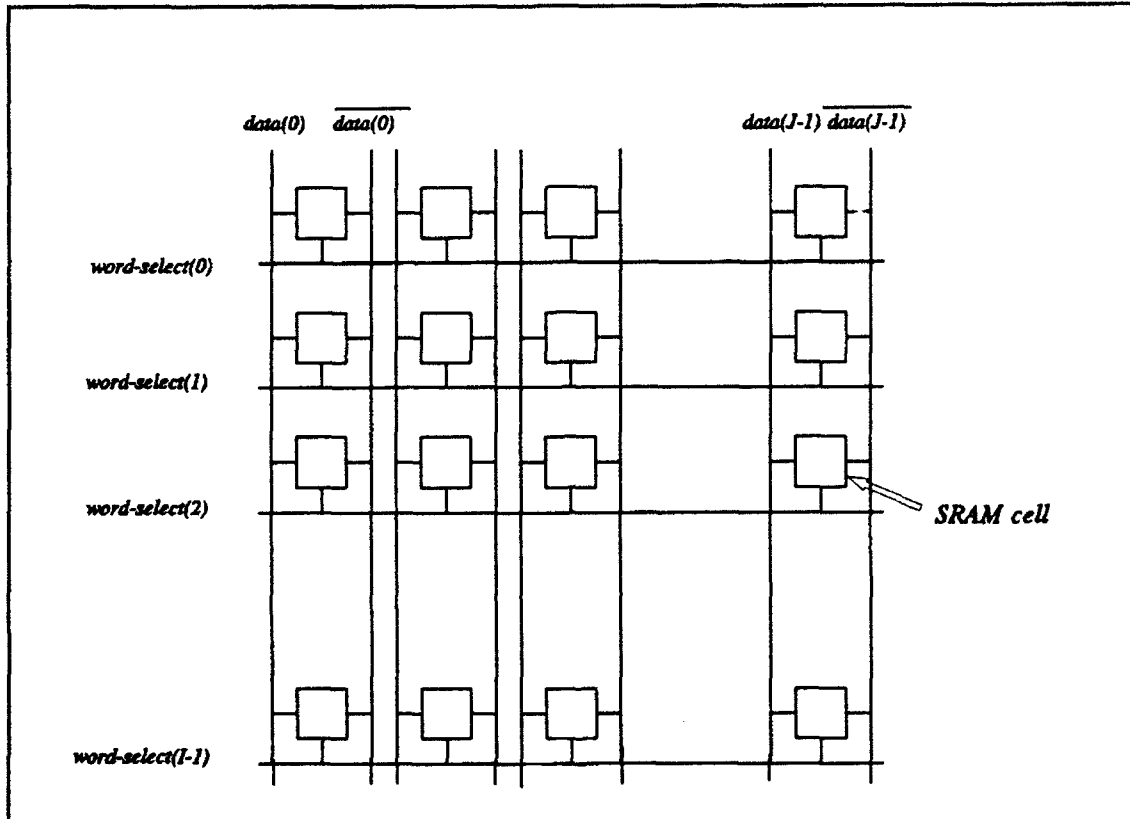 data(0) data(0) data(J-1) data(J-1)
word-select(0)
word-select(1)
word-select(2)
SRAM cell
word-select(I-1)